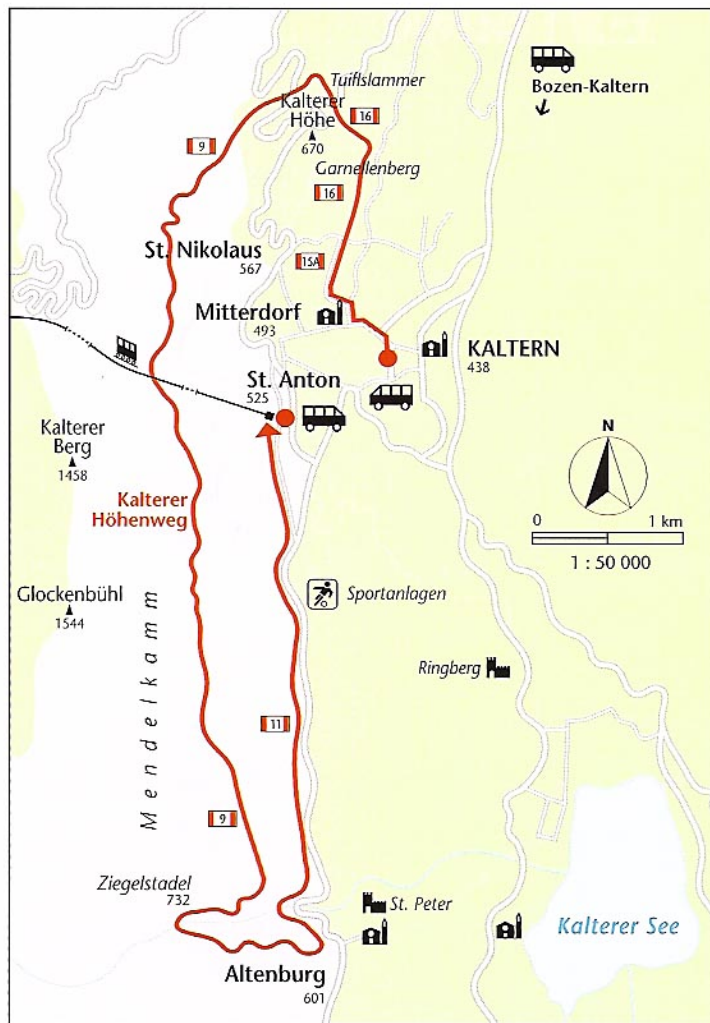 Tuiflslammer
Kalterer
Höhe
670
16
Bozen-Kaltern
9
Garnellenberg
16
St. Nikolaus
567
15A
Mitterdorf
493
KALTERN
438
St. Anton
525
Kalterer
Berg
1458
N
Kalterer
Höhenweg
0 1 km
1 : 50 000
Glockenbühl
1544
Sportanlagen
Mendelkamm
Ringberg
11
9
Ziegelstadel
732
St. Peter
Kalterer See
Altenburg
601